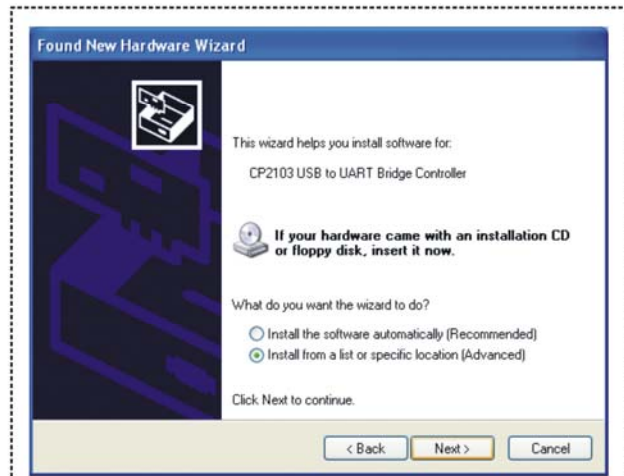 Found New Hardware Wizard
This wizard helps you install software for:
CP2103 USB to UART Bridge Controller
If your hardware came with an installation CD
or floppy disk, insert it now.
What do you want the wizard to do?
Install the software automatically (Recommended)
Install from a list or specific location (Advanced)
Click Next to continue.
< Back Next > Cancel